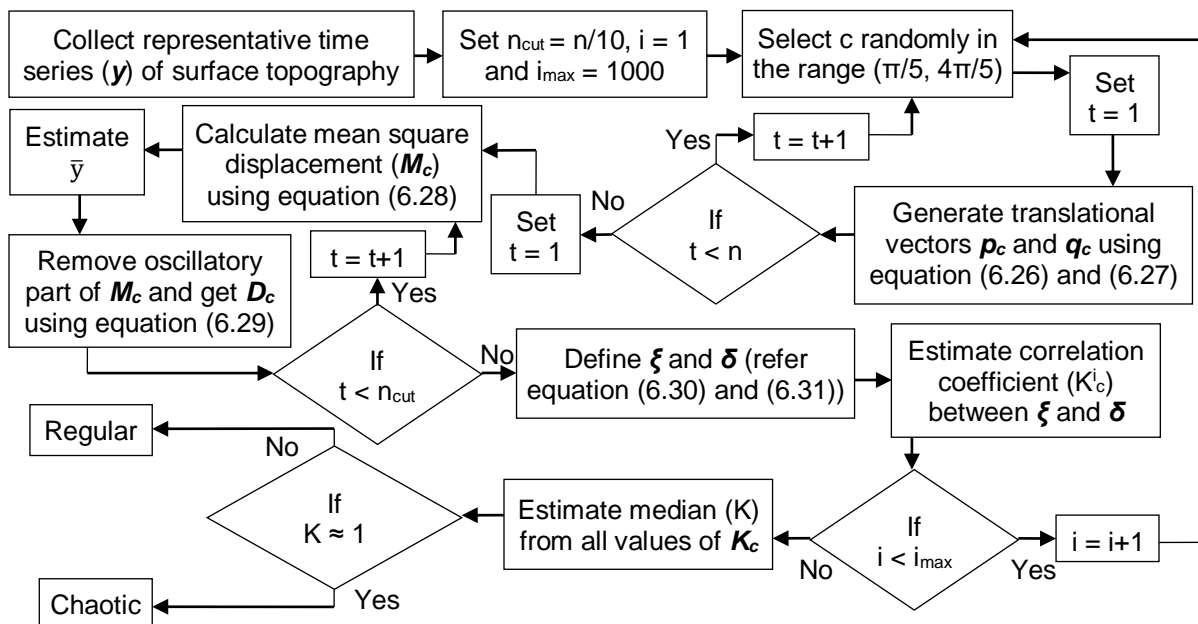 Collect representative time
series (y) of surface topography
Set n_cut = n/10, i = 1
and i_max = 1000
Select c randomly in
the range (π/5, 4π/5)
Set
t = 1
Generate translational
vectors p_c and q_c using
equation (6.26) and (6.27)
If
t < n
Yes
t = t+1
No
Set
t = 1
Calculate mean square
displacement (M_c)
using equation (6.28)
Estimate
ȳ
Remove oscillatory
part of M_c and get D_c
using equation (6.29)
If
t < n_cut
Yes
t = t+1
No
Define ξ and δ (refer
equation (6.30) and (6.31))
Estimate correlation
coefficient (K^i_c)
between ξ and δ
If
i < i_max
Yes
i = i+1
No
Estimate median (K)
from all values of K_c
If
K ≈ 1
No
Regular
Yes
Chaotic